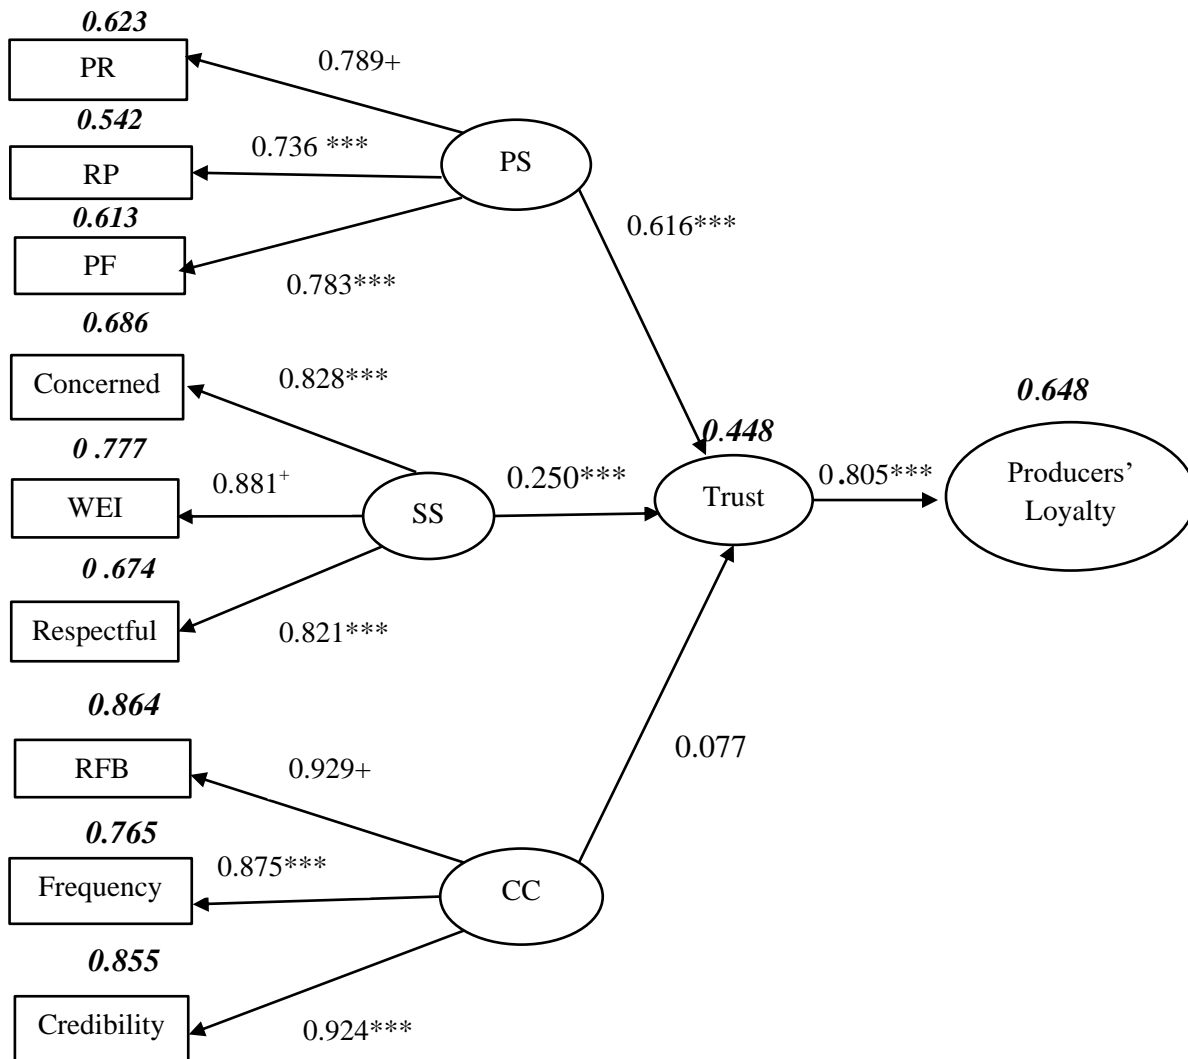 0.623
PR
0.789+
0.542
RP
0.736 ***
PS
0.613
PF
0.783***
0.616***
0.686
Concerned
0.828***
0 .777
WEI
0.881+
SS
0.250***
0.448
Trust
0.805***
0.648
Producers’
Loyalty
0 .674
Respectful
0.821***
0.864
RFB
0.929+
0.077
0.765
Frequency
0.875***
CC
0.855
Credibility
0.924***